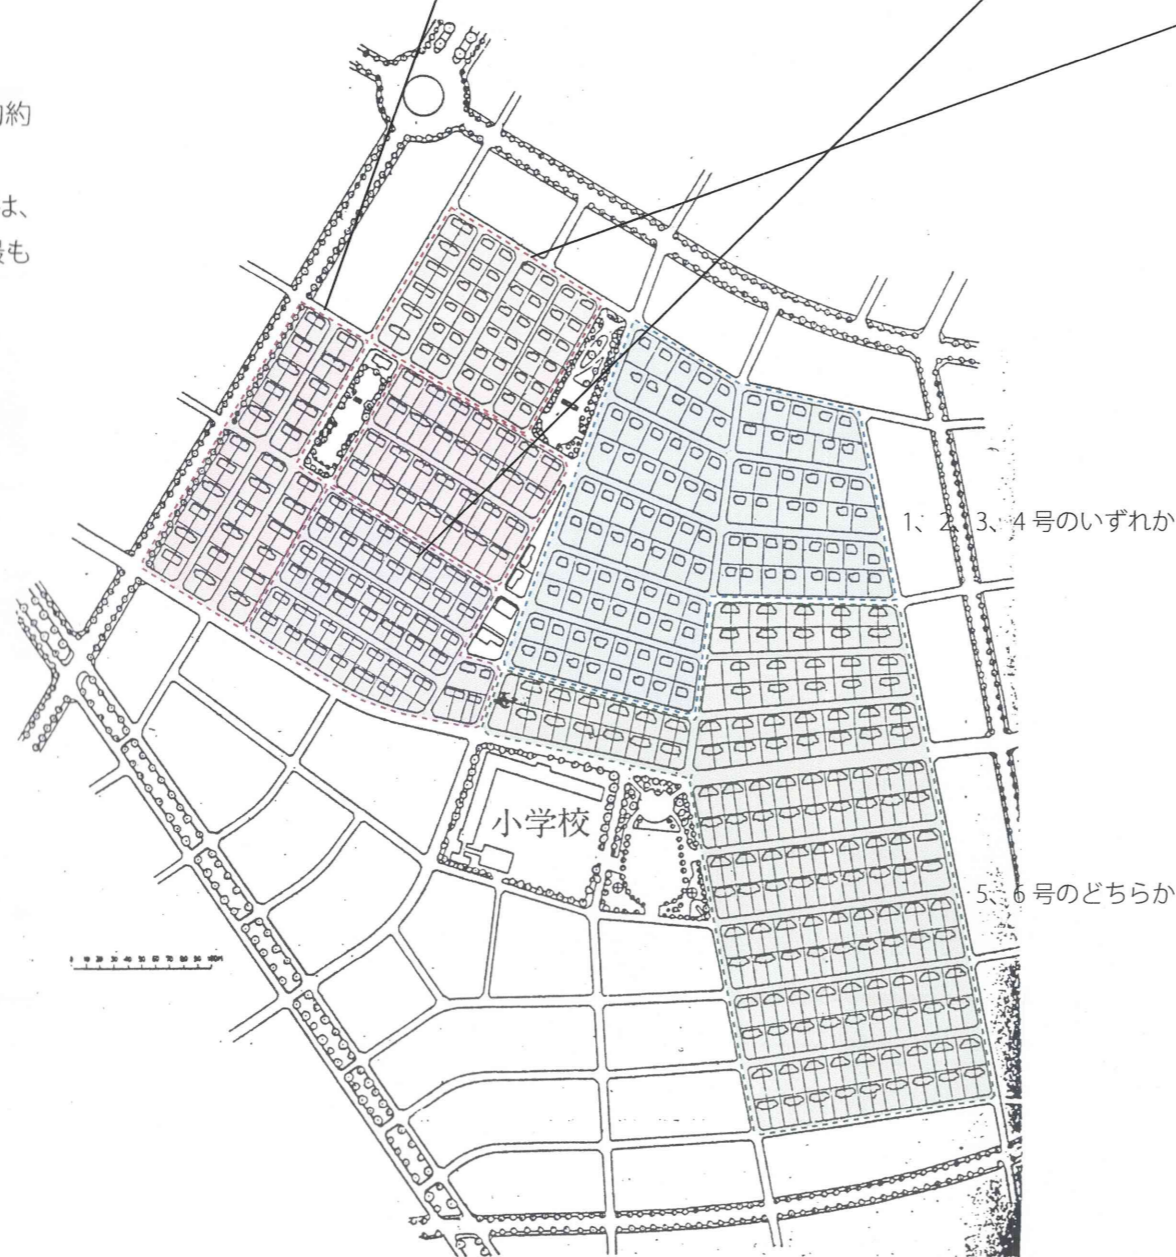 約
は、
も
1、2、3、4号のいずれか
小学校
5、6号のどちらか